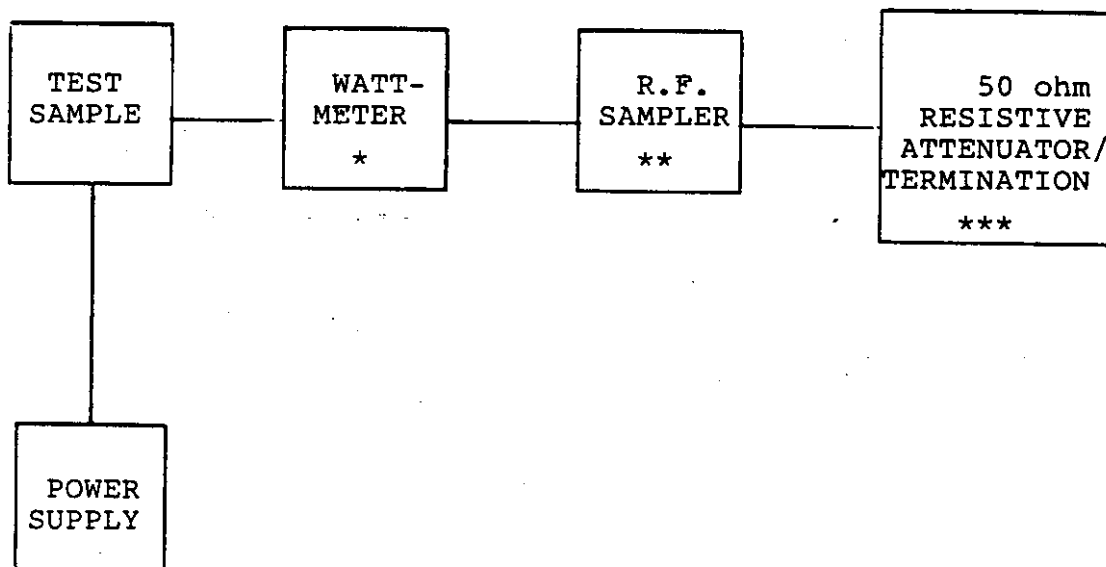 TEST
SAMPLE
WATT-
METER
*
R.F.
SAMPLER
**
50 ohm
RESISTIVE
ATTENUATOR/
TERMINATION
***
POWER
SUPPLY